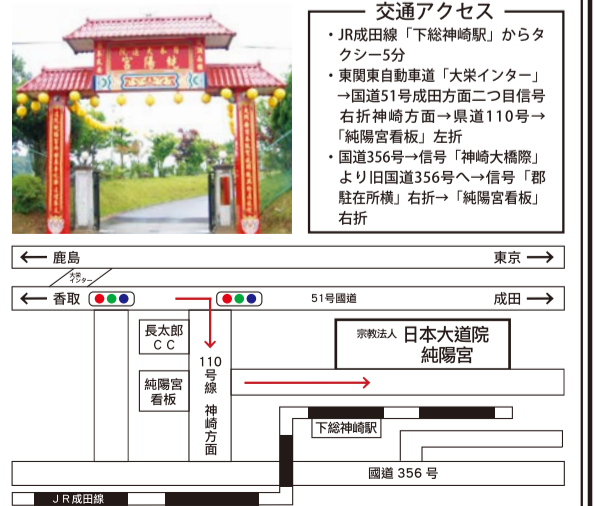 純陽宮
交通アクセス
・JR成田線「下総神崎駅」からタ
クシー5分
・東関東自動車道「大栄インター」
→国道51号成田方面二つ目信号
右折神崎方面→県道110号→
「純陽宮看板」左折
・国道356号→信号「神崎大橋際」
より旧国道356号へ→信号「郡
駐在所横」右折→「純陽宮看板」
右折
← 鹿島
東京 →
大栄
インター
← 香取
51号國道
成田 →
長太郎
CC
純陽宮
看板
110号線 神崎方面
宗教法人 日本大道院
純陽宮
下総神崎駅
國道 356 号
JR成田線